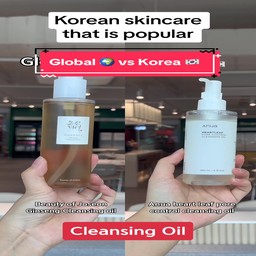 Korean skincare
that is popular
Global 🌍 vs Korea 🇰🇷
Beauty of Joseon
Ginseng Cleansing oil
Anua heart leaf pore
control cleansing oil
Cleansing Oil